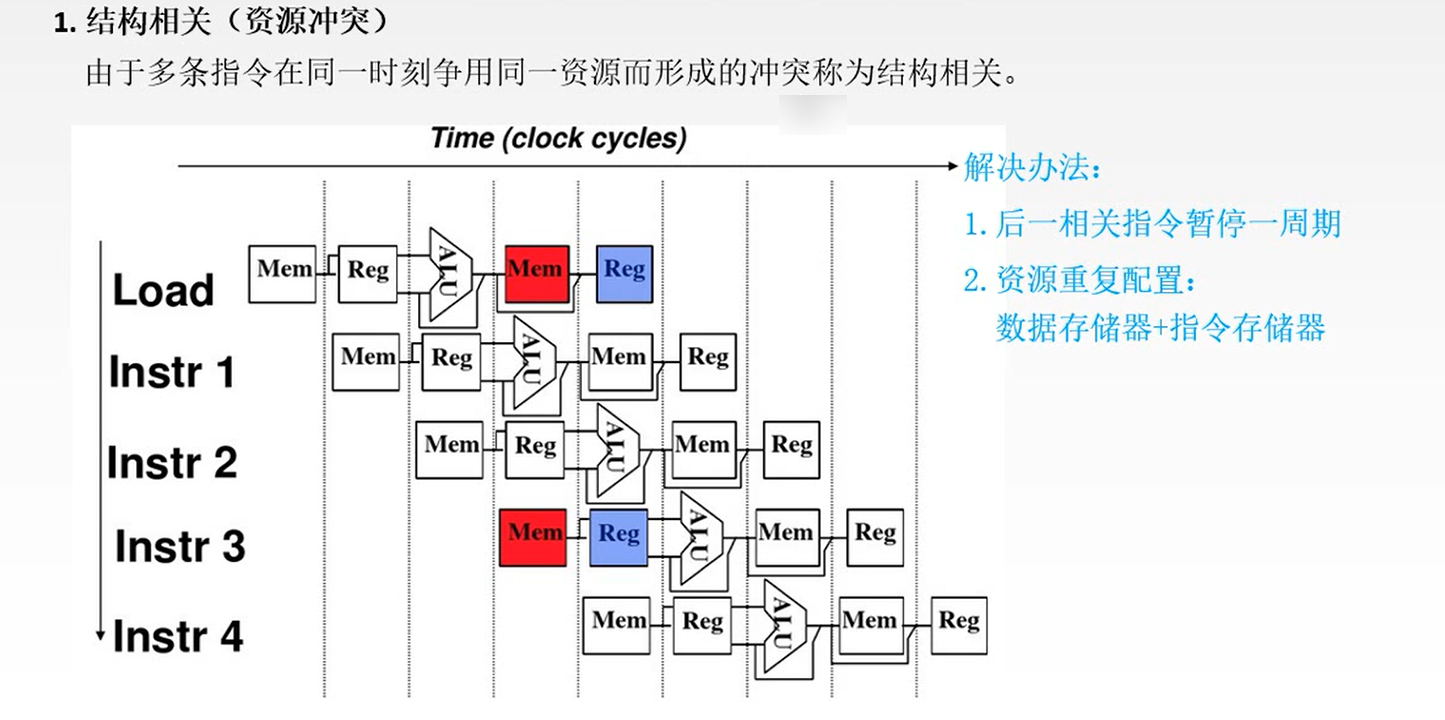 1. 结构相关（资源冲突）
由于多条指令在同一时刻争用同一资源而形成的冲突称为结构相关。
Time (clock cycles)
解决办法：
1. 后一相关指令暂停一周期
2. 资源重复配置：
数据存储器+指令存储器
Load Mem Reg ALU Mem Reg
Instr 1 Mem Reg ALU Mem Reg
Instr 2 Mem Reg ALU Mem Reg
Instr 3 Mem Reg ALU Mem Reg
Instr 4 Mem Reg ALU Mem Reg